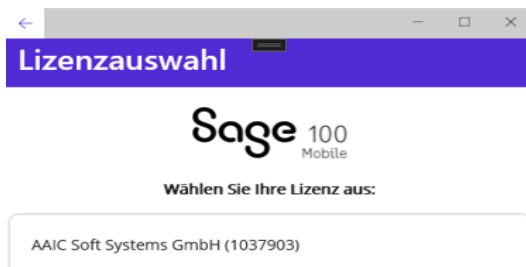 Lizenzauswahl
Sage 100
Mobile
Wählen Sie Ihre Lizenz aus:
AAIC Soft Systems GmbH (1037903)